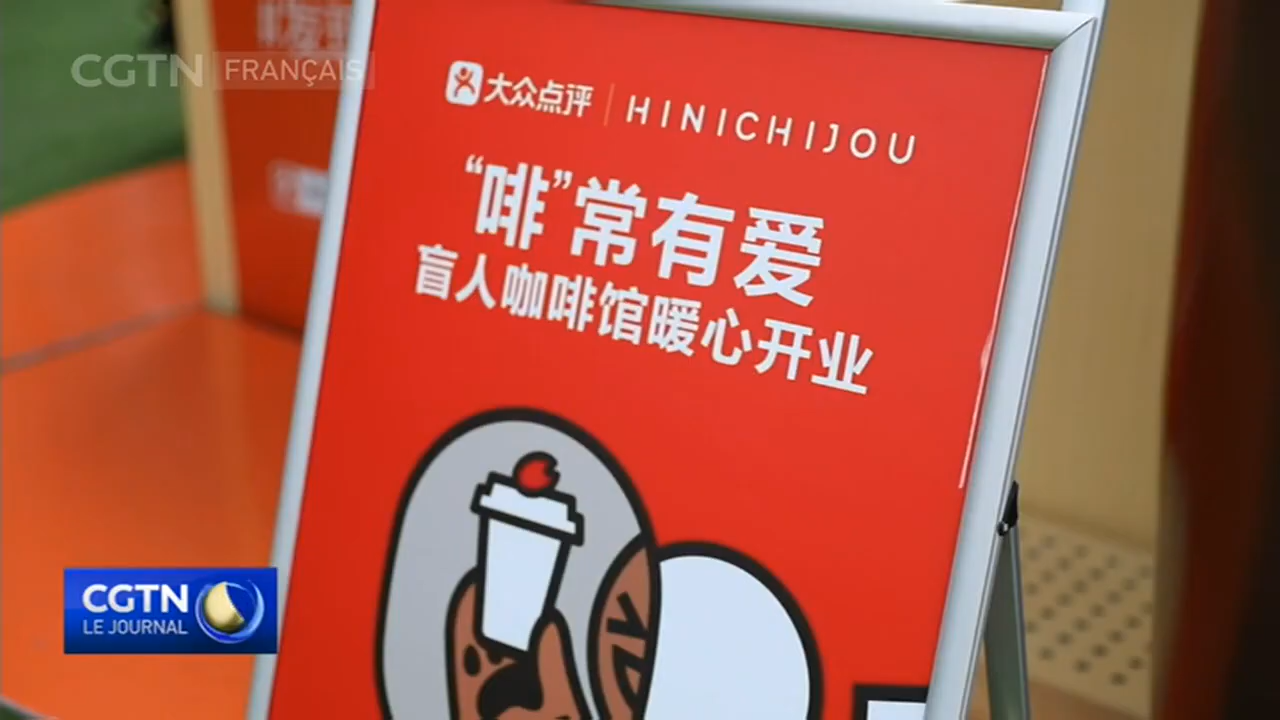 CGTN FRANÇAIS
大众点评 HINICHIJOU
“啡”常有爱
盲人咖啡馆暖心开业
CGTN
LE JOURNAL